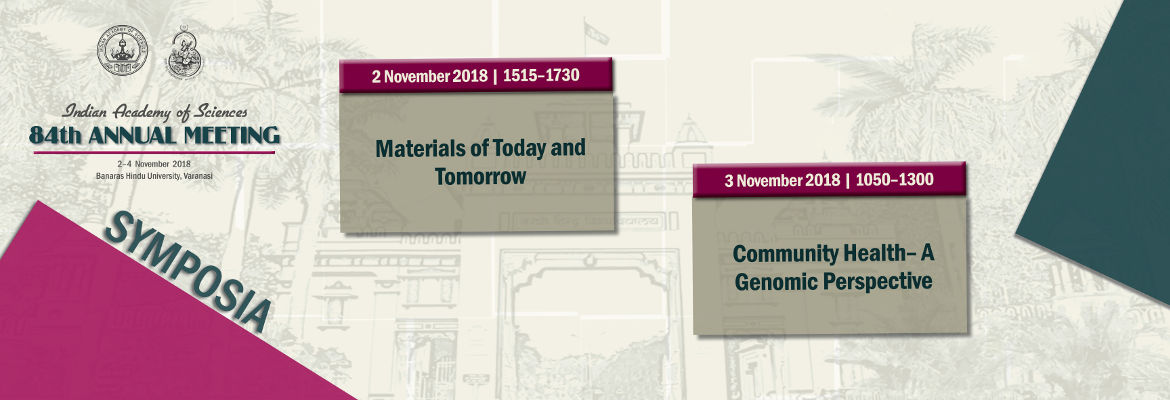 Indian Academy of Sciences
84th ANNUAL MEETING
2–4 November 2018
Banaras Hindu University, Varanasi
SYMPOSIA
2 November 2018 | 1515–1730
Materials of Today and
Tomorrow
3 November 2018 | 1050–1300
Community Health– A
Genomic Perspective